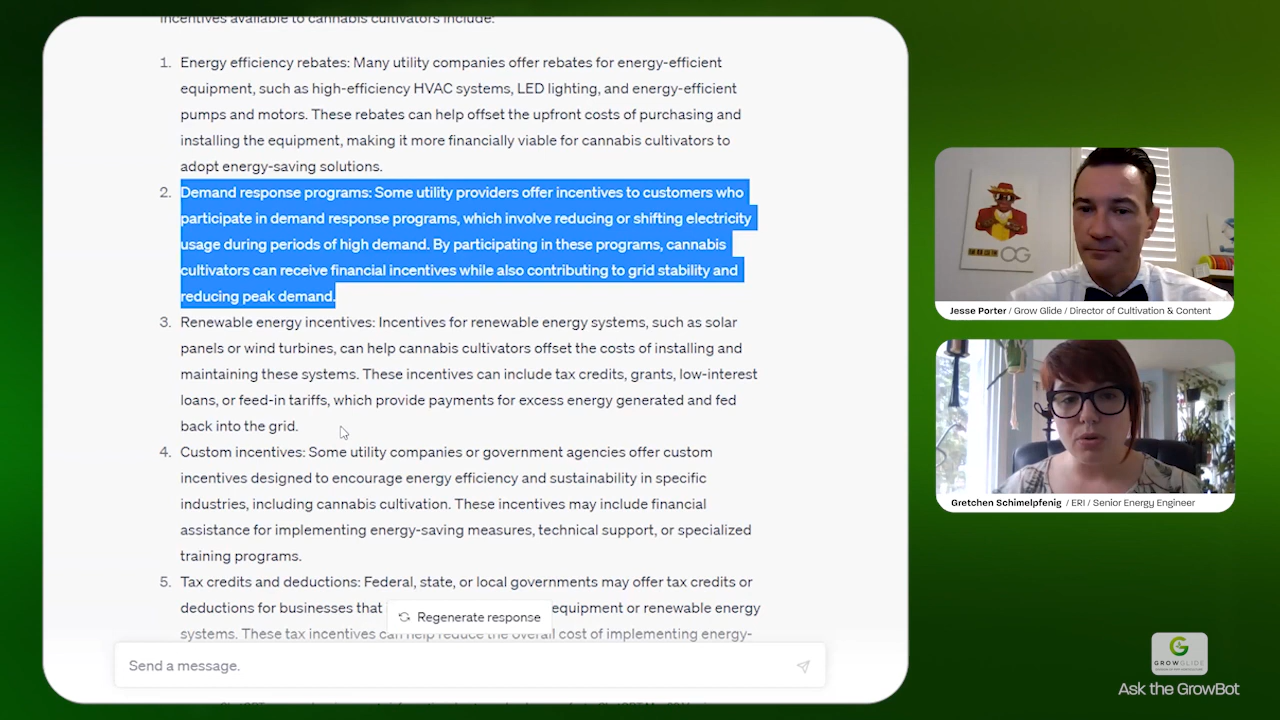 incentives available to cannabis cultivators include:
1. Energy efficiency rebates: Many utility companies offer rebates for energy-efficient
equipment, such as high-efficiency HVAC systems, LED lighting, and energy-efficient
pumps and motors. These rebates can help offset the upfront costs of purchasing and
installing the equipment, making it more financially viable for cannabis cultivators to
adopt energy-saving solutions.
2. Demand response programs: Some utility providers offer incentives to customers who
participate in demand response programs, which involve reducing or shifting electricity
usage during periods of high demand. By participating in these programs, cannabis
cultivators can receive financial incentives while also contributing to grid stability and
reducing peak demand.
3. Renewable energy incentives: Incentives for renewable energy systems, such as solar
panels or wind turbines, can help cannabis cultivators offset the costs of installing and
maintaining these systems. These incentives can include tax credits, grants, low-interest
loans, or feed-in tariffs, which provide payments for excess energy generated and fed
back into the grid.
4. Custom incentives: Some utility companies or government agencies offer custom
incentives designed to encourage energy efficiency and sustainability in specific
industries, including cannabis cultivation. These incentives may include financial
assistance for implementing energy-saving measures, technical support, or specialized
training programs.
5. Tax credits and deductions: Federal, state, or local governments may offer tax credits or
deductions for businesses that equipment or renewable energy
Regenerate response
systems. These tax incentives can help reduce the overall cost of implementing energy-
Send a message.
OG
Jesse Porter / Grow Glide / Director of Cultivation & Content
Gretchen Schimelpfenig / ERI / Senior Energy Engineer
GROWGLIDE
Ask the GrowBot